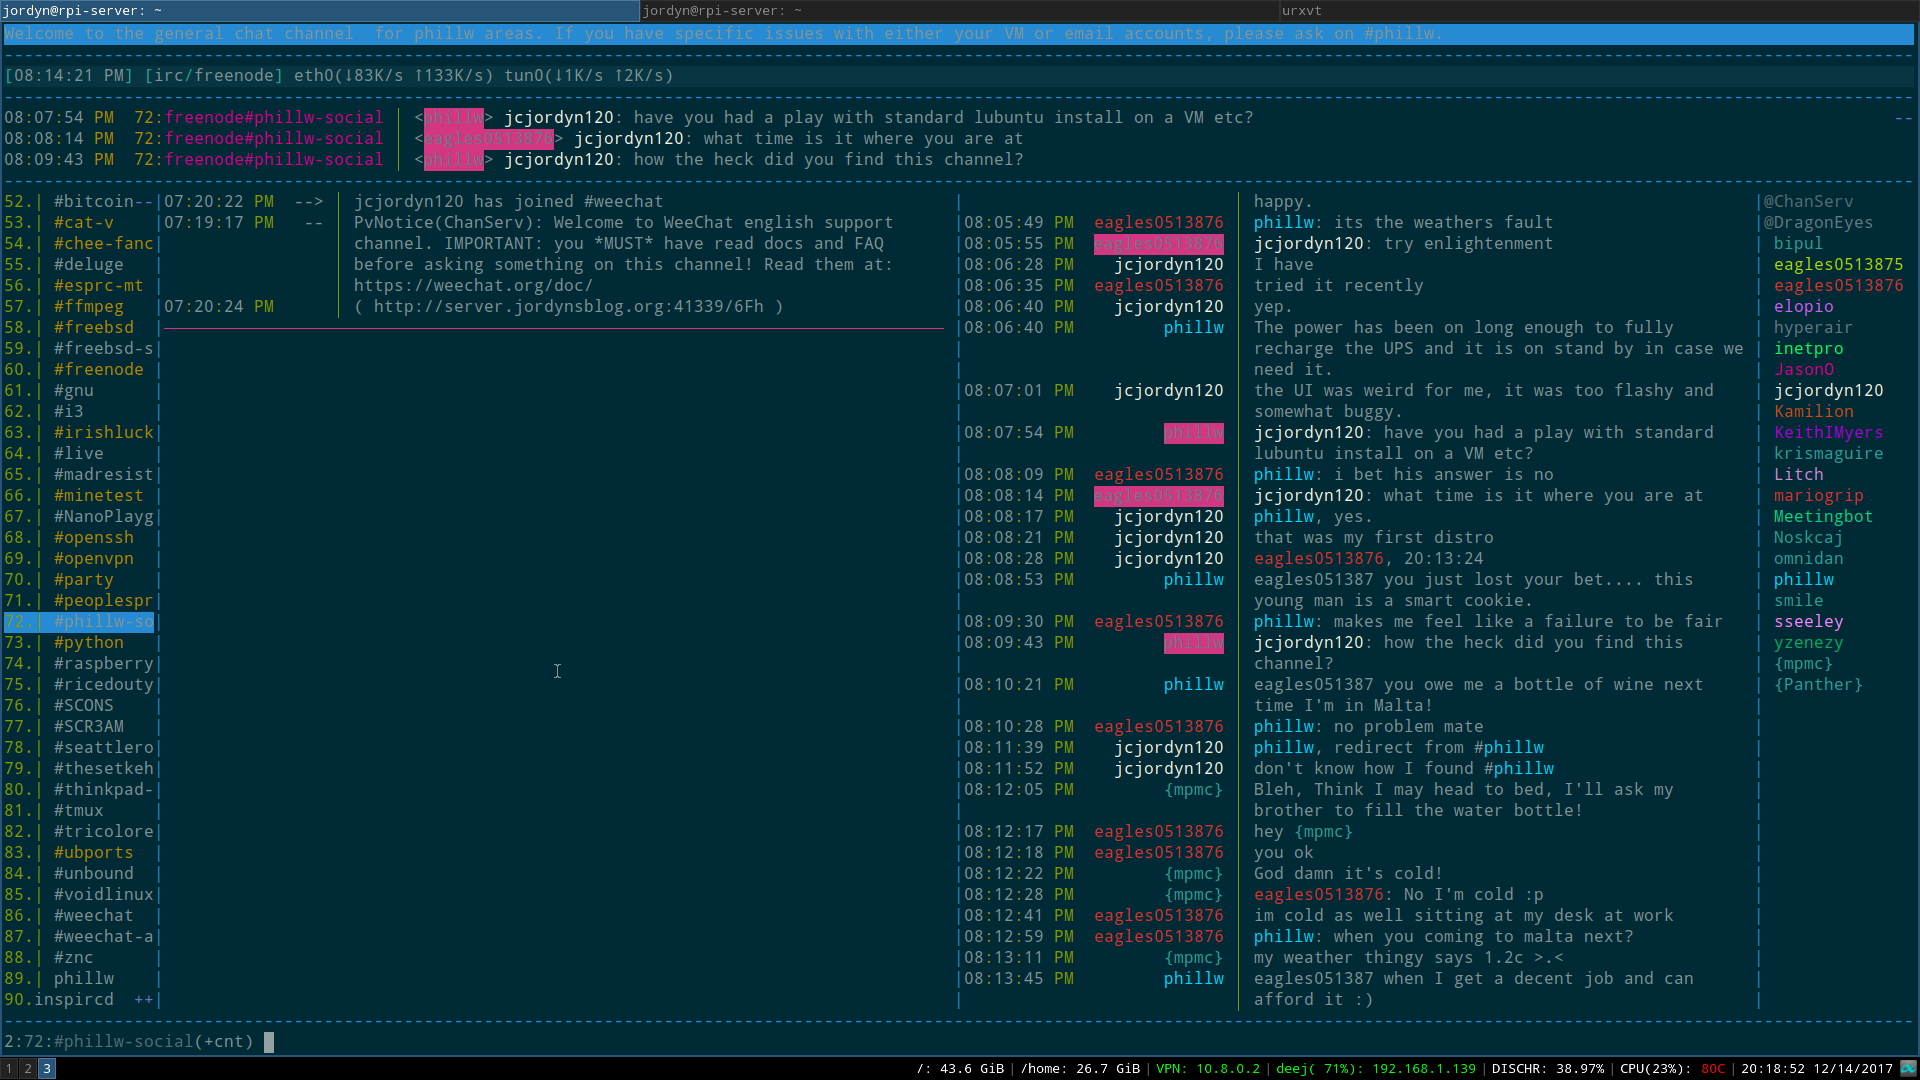 jordyn@rpi-server: ~
jordyn@rpi-server: ~
urxvt
Welcome to the general chat channel  for phillw areas. If you have specific issues with either your VM or email accounts, please ask on #phillw.
[08:14:21 PM] [irc/freenode] eth0(↓83K/s ↑133K/s) tun0(↓1K/s ↑2K/s)
08:07:54 PM  72:freenode#phillw-social | <phillw> jcjordyn120: have you had a play with standard lubuntu install on a VM etc? --
08:08:14 PM  72:freenode#phillw-social | <eagles0513876> jcjordyn120: what time is it where you are at
08:09:43 PM  72:freenode#phillw-social | <phillw> jcjordyn120: how the heck did you find this channel?
52.| #bitcoin--
53.| #cat-v
54.| #chee-fanc
55.| #deluge
56.| #esprc-mt
57.| #ffmpeg
58.| #freebsd
59.| #freebsd-s
60.| #freenode
61.| #gnu
62.| #i3
63.| #irishluck
64.| #live
65.| #madresist
66.| #minetest
67.| #NanoPlayg
68.| #openssh
69.| #openvpn
70.| #party
71.| #peoplespr
72.| #phillw-so
73.| #python
74.| #raspberry
75.| #ricedouty
76.| #SCONS
77.| #SCR3AM
78.| #seattlero
79.| #thesetkeh
80.| #thinkpad-
81.| #tmux
82.| #tricolore
83.| #ubports
84.| #unbound
85.| #voidlinux
86.| #weechat
87.| #weechat-a
88.| #znc
89.| phillw
90.inspircd  ++
07:20:22 PM  --> | jcjordyn120 has joined #weechat
07:19:17 PM   -- | PvNotice(ChanServ): Welcome to WeeChat english support
channel. IMPORTANT: you *MUST* have read docs and FAQ
before asking something on this channel! Read them at:
https://weechat.org/doc/
07:20:24 PM | ( http://server.jordynsblog.org:41339/6Fh )
happy.
08:05:49 PM eagles0513876 | phillw: its the weathers fault
08:05:55 PM eagles0513876 | jcjordyn120: try enlightenment
08:06:28 PM jcjordyn120 | I have
08:06:35 PM eagles0513876 | tried it recently
08:06:40 PM jcjordyn120 | yep.
08:06:40 PM phillw | The power has been on long enough to fully
recharge the UPS and it is on stand by in case we
need it.
08:07:01 PM jcjordyn120 | the UI was weird for me, it was too flashy and
somewhat buggy.
08:07:54 PM phillw | jcjordyn120: have you had a play with standard
lubuntu install on a VM etc?
08:08:09 PM eagles0513876 | phillw: i bet his answer is no
08:08:14 PM eagles0513876 | jcjordyn120: what time is it where you are at
08:08:17 PM jcjordyn120 | phillw, yes.
08:08:21 PM jcjordyn120 | that was my first distro
08:08:28 PM jcjordyn120 | eagles0513876, 20:13:24
08:08:53 PM phillw | eagles051387 you just lost your bet.... this
young man is a smart cookie.
08:09:30 PM eagles0513876 | phillw: makes me feel like a failure to be fair
08:09:43 PM phillw | jcjordyn120: how the heck did you find this
channel?
08:10:21 PM phillw | eagles051387 you owe me a bottle of wine next
time I'm in Malta!
08:10:28 PM eagles0513876 | phillw: no problem mate
08:11:39 PM jcjordyn120 | phillw, redirect from #phillw
08:11:52 PM jcjordyn120 | don't know how I found #phillw
08:12:05 PM {mpmc} | Bleh, Think I may head to bed, I'll ask my
brother to fill the water bottle!
08:12:17 PM eagles0513876 | hey {mpmc}
08:12:18 PM eagles0513876 | you ok
08:12:22 PM {mpmc} | God damn it's cold!
08:12:28 PM {mpmc} | eagles0513876: No I'm cold :p
08:12:41 PM eagles0513876 | im cold as well sitting at my desk at work
08:12:59 PM eagles0513876 | phillw: when you coming to malta next?
08:13:11 PM {mpmc} | my weather thingy says 1.2c >.<
08:13:45 PM phillw | eagles051387 when I get a decent job and can
afford it :)
@ChanServ
@DragonEyes
bipul
eagles0513875
eagles0513876
elopio
hyperair
inetpro
JasonO
jcjordyn120
Kamilion
KeithIMyers
krismaguire
Litch
mariogrip
Meetingbot
Noskcaj
omnidan
phillw
smile
sseeley
yzenezy
{mpmc}
{Panther}
2:72:#phillw-social(+cnt)
1 2 3
/: 43.6 GiB | /home: 26.7 GiB | VPN: 10.8.0.2 | deej( 71%): 192.168.1.139 | DISCHR: 38.97% | CPU(23%): 80C | 20:18:52 12/14/2017